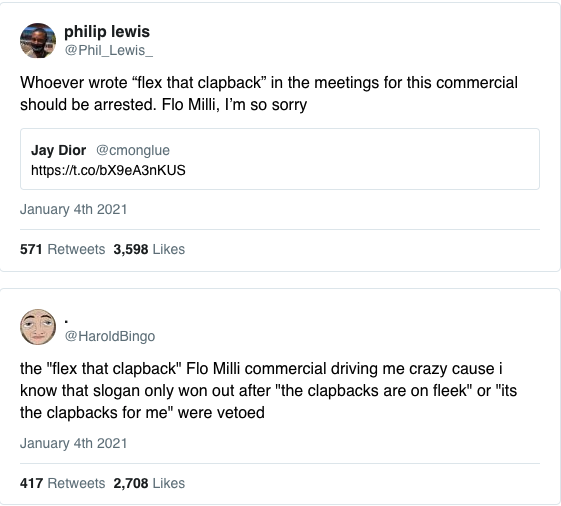 philip lewis
@Phil_Lewis_
Whoever wrote “flex that clapback” in the meetings for this commercial
should be arrested. Flo Milli, I’m so sorry
Jay Dior @cmonglue
https://t.co/bX9eA3nKUS
January 4th 2021
571 Retweets 3,598 Likes
.
@HaroldBingo
the "flex that clapback" Flo Milli commercial driving me crazy cause i
know that slogan only won out after "the clapbacks are on fleek" or "its
the clapbacks for me" were vetoed
January 4th 2021
417 Retweets 2,708 Likes